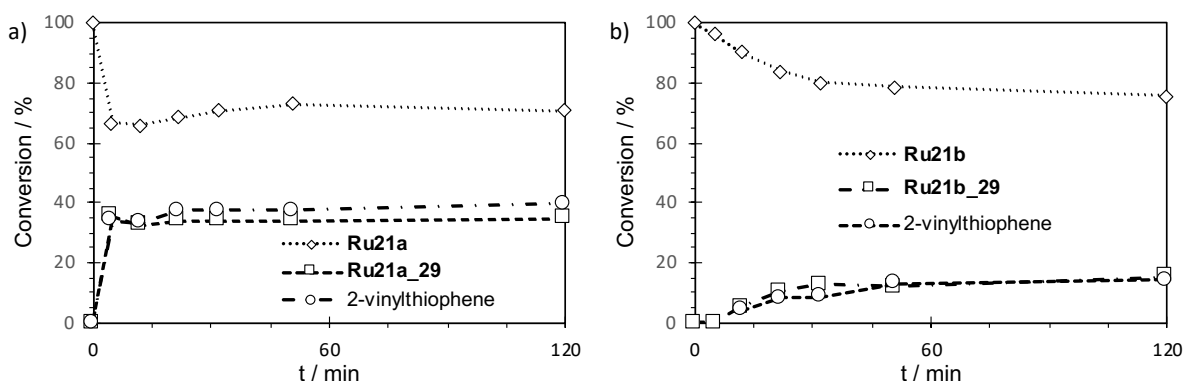 a)
Conversion / %
100
80
60
40
20
0
Ru21a
Ru21a_29
2-vinylthiophene
0
60
120
t / min
b)
Conversion / %
100
80
60
40
20
0
Ru21b
Ru21b_29
2-vinylthiophene
0
60
120
t / min